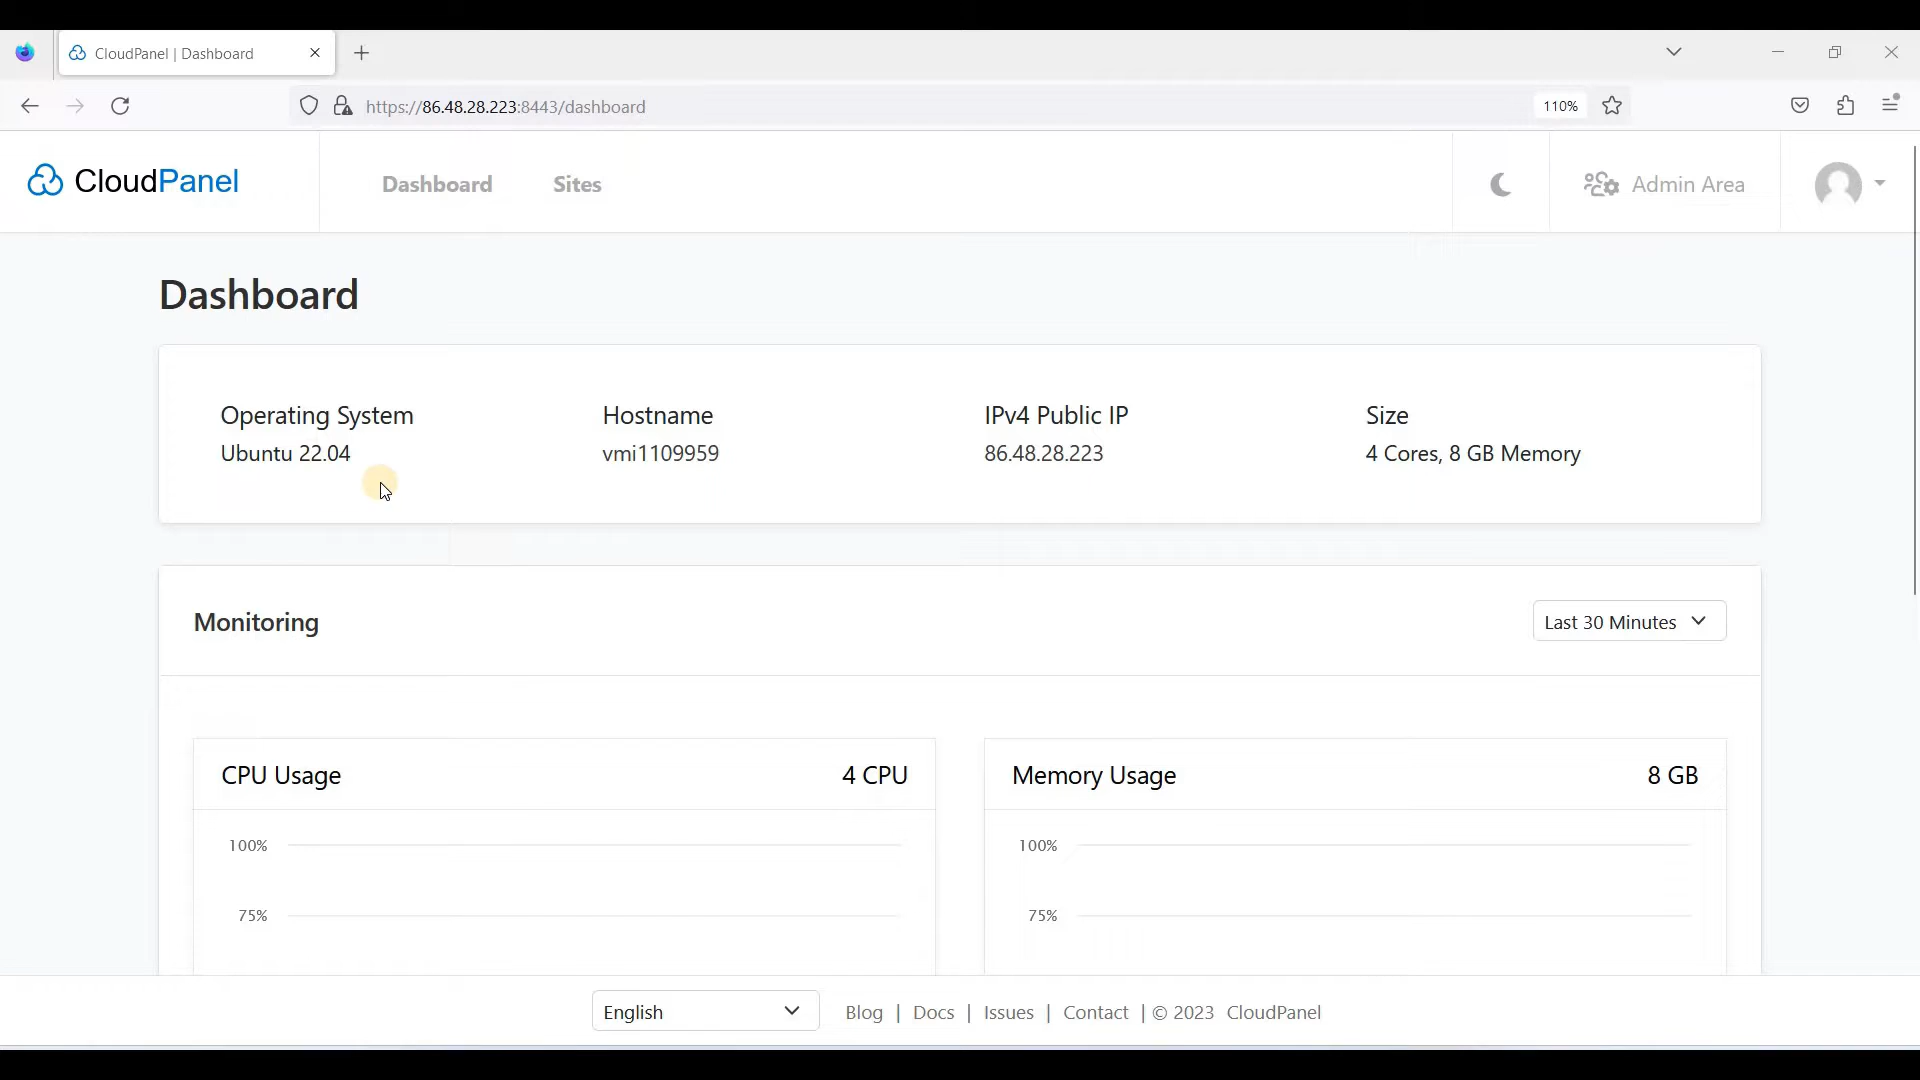 CloudPanel | Dashboard
https://86.48.28.223:8443/dashboard
110%
CloudPanel
Dashboard
Sites
Admin Area
Dashboard
Operating System
Hostname
IPv4 Public IP
Size
Ubuntu 22.04
vmi1109959
86.48.28.223
4 Cores, 8 GB Memory
Monitoring
Last 30 Minutes
CPU Usage
4 CPU
Memory Usage
8 GB
100%
100%
75%
75%
English
Blog | Docs | Issues | Contact | © 2023 CloudPanel